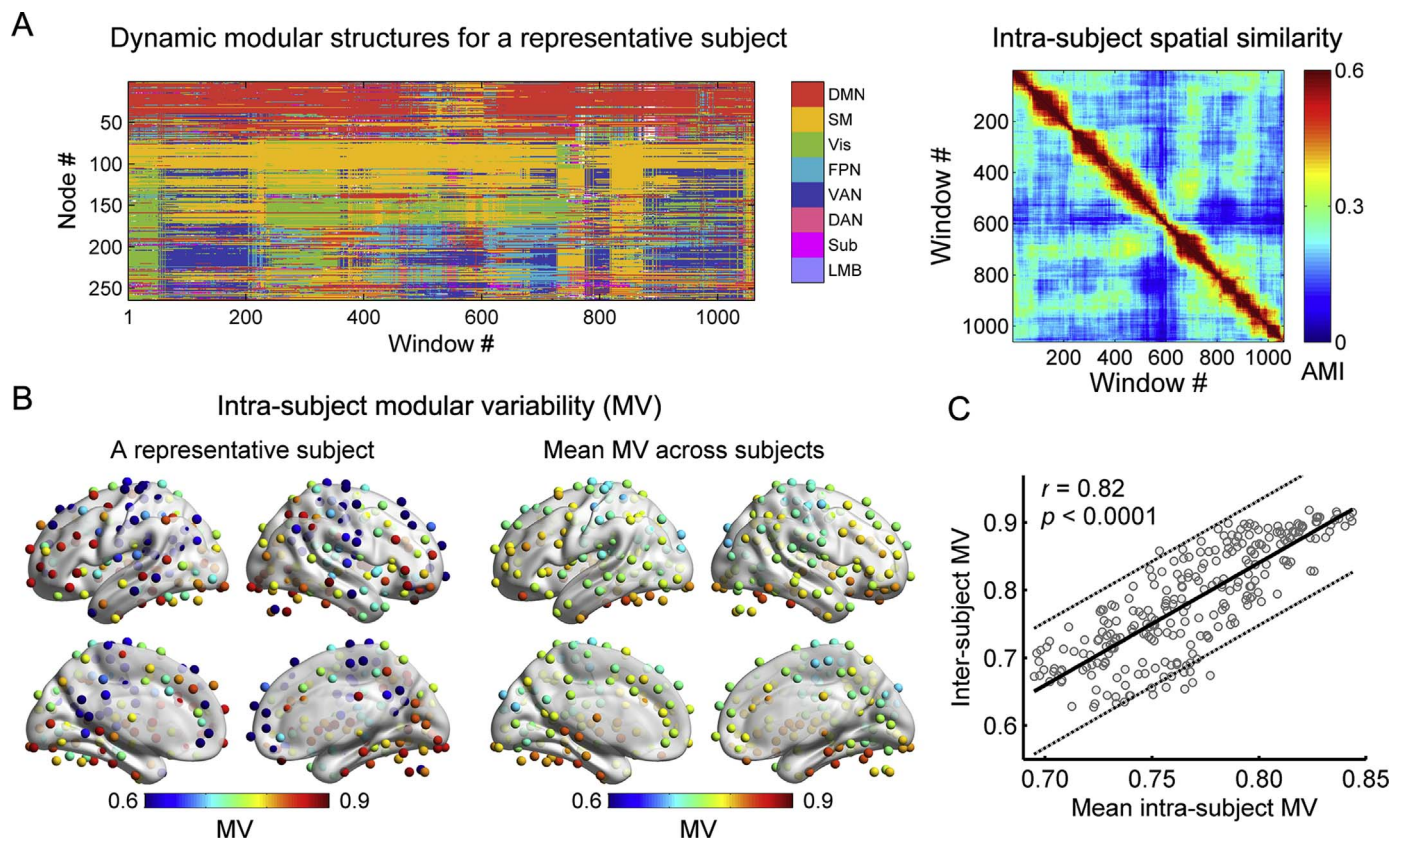 A
Dynamic modular structures for a representative subject
Node #
50
100
150
200
250
1
200
400
600
800
1000
Window #
DMN
SM
Vis
FPN
VAN
DAN
Sub
LMB
Intra-subject spatial similarity
Window #
200
400
600
800
1000
200
400
600
800
1000
Window #
0.6
0.3
0
AMI
B
Intra-subject modular variability (MV)
A representative subject
Mean MV across subjects
0.6
0.9
MV
0.6
0.9
MV
C
r = 0.82
p < 0.0001
Inter-subject MV
0.9
0.8
0.7
0.6
0.70
0.75
0.80
0.85
Mean intra-subject MV